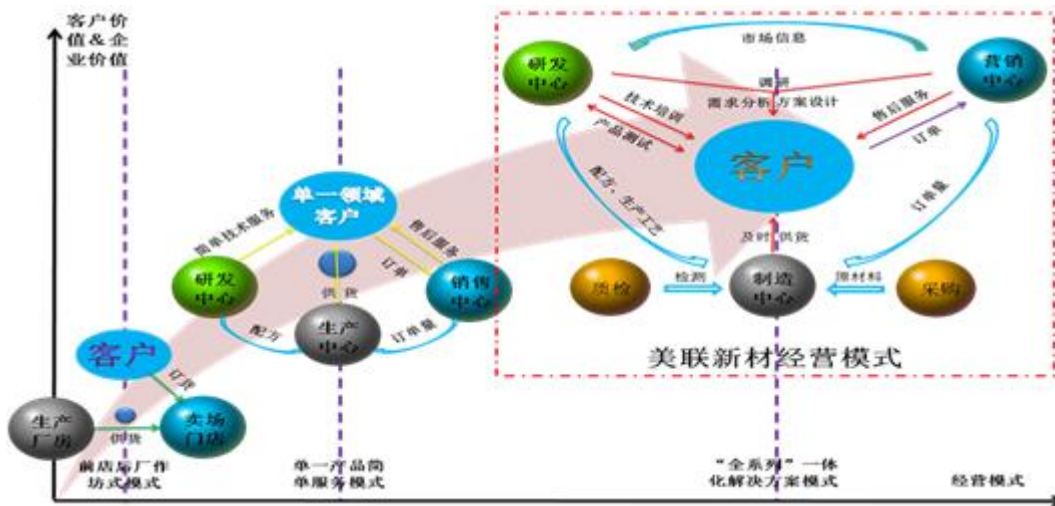 客户价
值&企
业价值
市场信息
研发
中心
营销
中心
调研
需求分析
方案设计
技术培训
产品测试
售后服务
订单
客户
配方、生产工艺
订单量
及时
供货
质检
检测
制造
中心
原材料
采购
美联新材经营模式
单一领域
客户
简单技术服务
售后服务
订单
研发
中心
销售
中心
供货
生产
中心
配方
订单量
客户
订货
生产
厂房
供货
卖场
门店
前店后厂作
坊式模式
单一产品简
单服务模式
“全系列”一体
化解决方案模式
经营模式